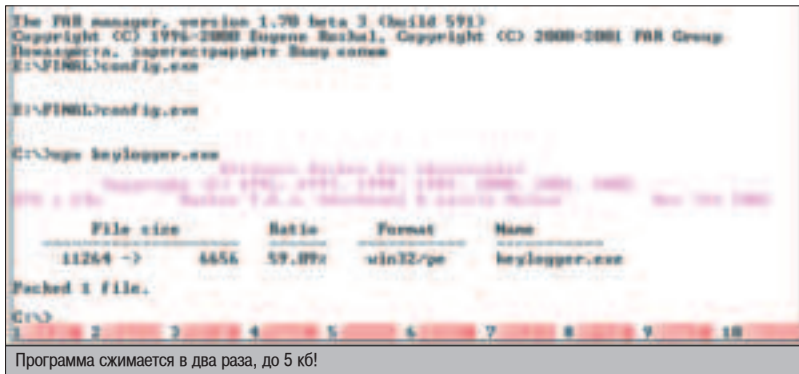 The FAR manager, version 1.70 beta 3 (build 591)
Copyright (C) 1996-2000 Eugene Roshal, Copyright (C) 2000-2001 FAR Group
Пожалуйста, зарегистрируйте Вашу копию
E:\FINAL>config.exe
E:\FINAL>config.exe
C:\>upx keylogger.exe
File size Ratio Format Name
11264 -> 6656 59.09% win32/pe keylogger.exe
Packed 1 file.
C:\>
1 2 3 4 5 6 7 8 9 10
Программа сжимается в два раза, до 5 кб!